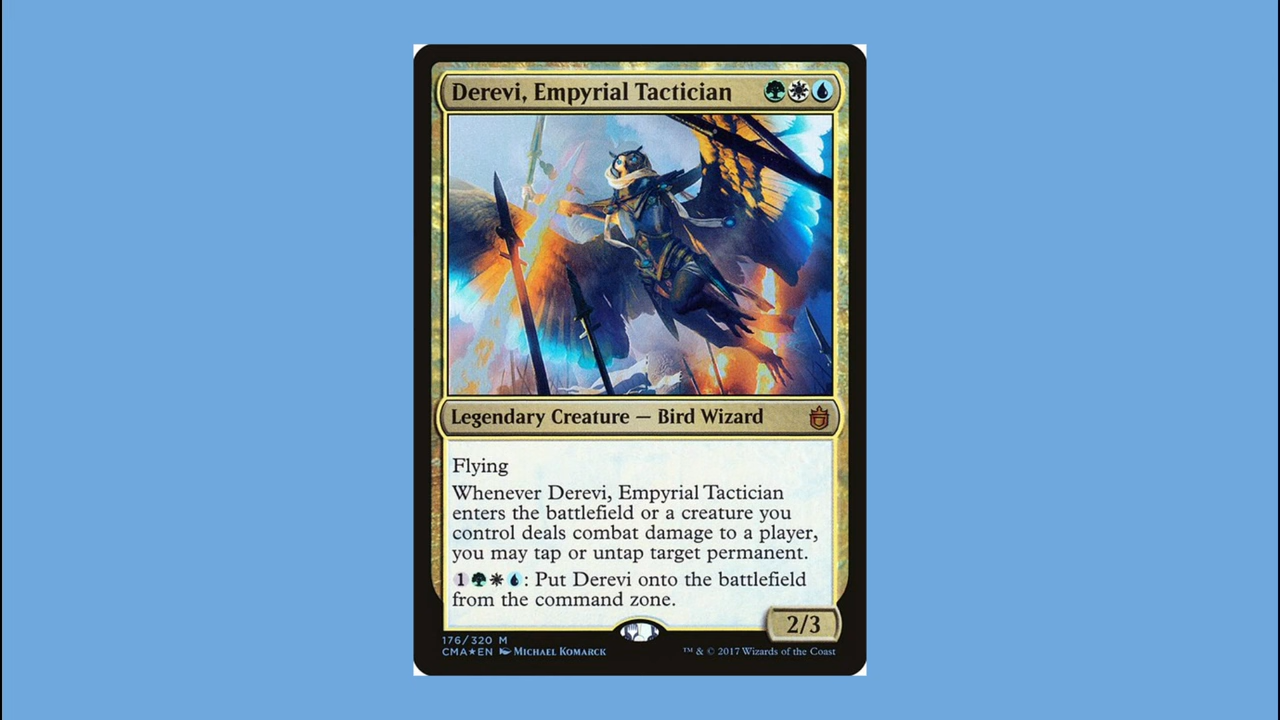 Derevi, Empyrial Tactician
Legendary Creature — Bird Wizard
Flying
Whenever Derevi, Empyrial Tactician
enters the battlefield or a creature you
control deals combat damage to a player,
you may tap or untap target permanent.
1 : Put Derevi onto the battlefield
from the command zone.
2/3
176/320 M
CMA★EN Michael Komarck
™ & © 2017 Wizards of the Coast